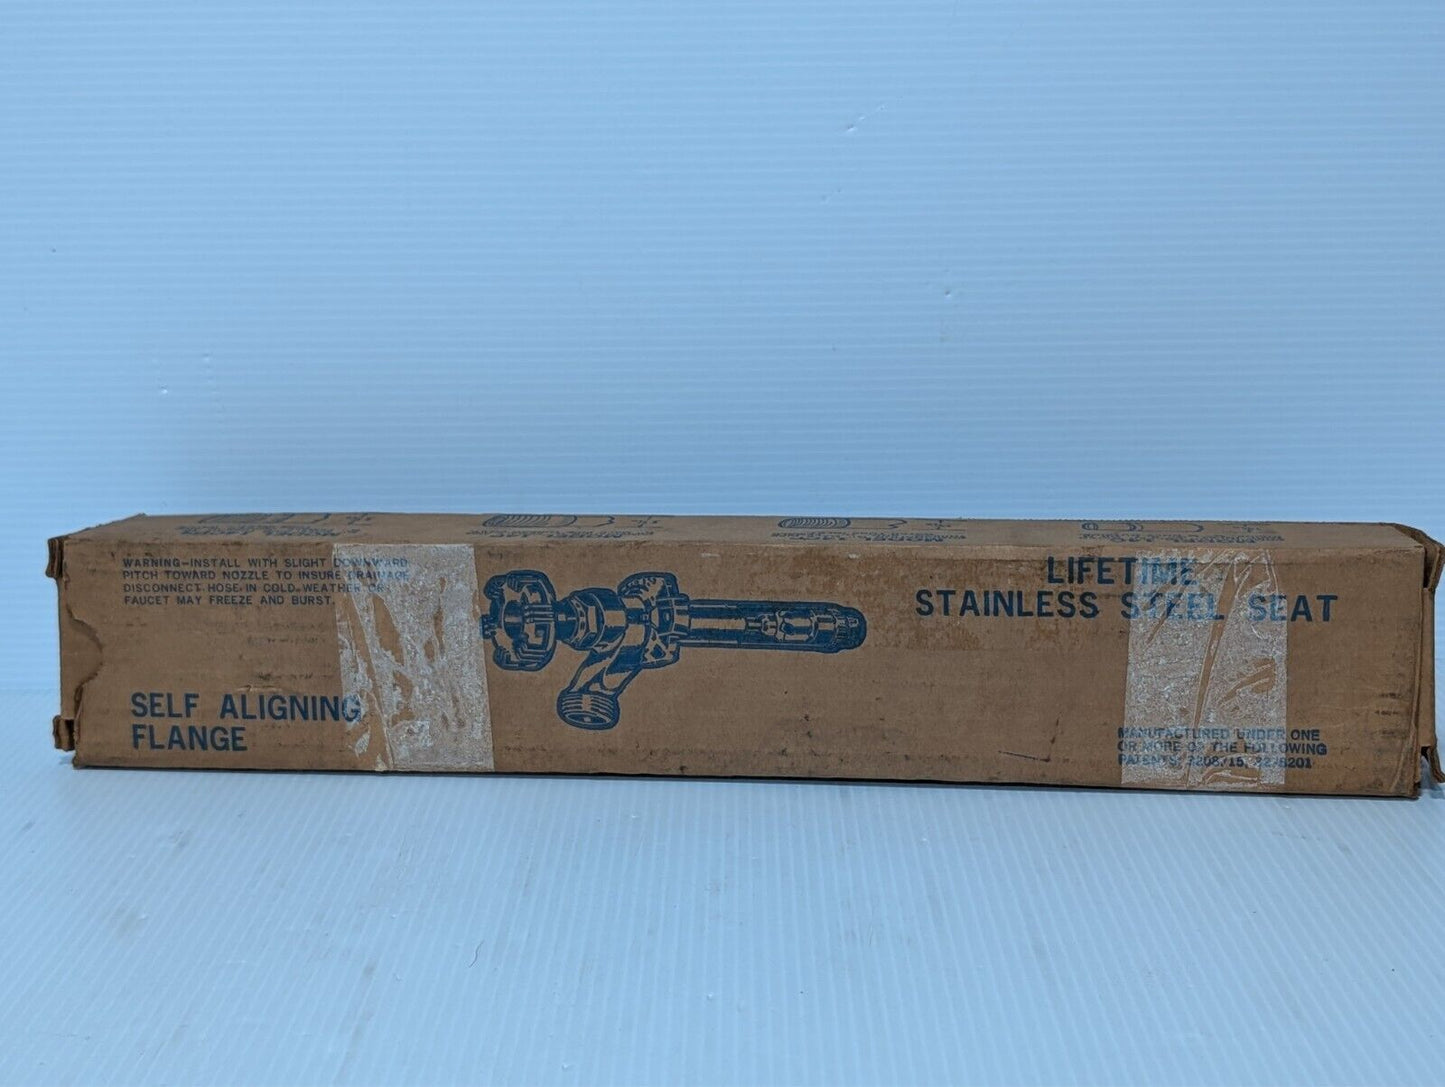 WARNING-INSTALL WITH SLIGHT DOWNWARD
PITCH TOWARD NOZZLE TO INSURE DRAINAGE
DISCONNECT HOSE IN COLD WEATHER OR
FAUCET MAY FREEZE AND BURST.
SELF ALIGNING
FLANGE
LIFETIME
STAINLESS STEEL SEAT
MANUFACTURED UNDER ONE
OR MORE OF THE FOLLOWING
PATENTS: